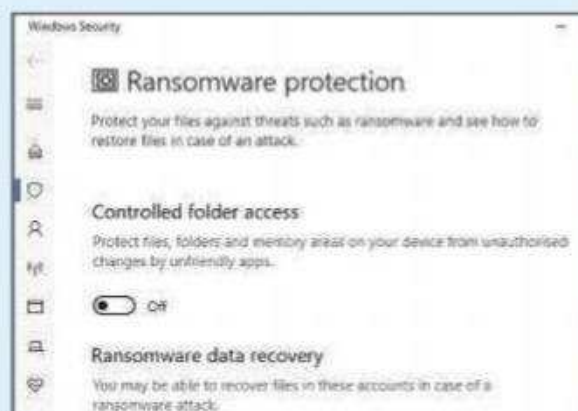 Windows Security
Ransomware protection
Protect your files against threats such as ransomware and see how to
restore files in case of an attack.
Controlled folder access
Protect files, folders and memory areas on your device from unauthorised
changes by unfriendly apps.
Off
Ransomware data recovery
You may be able to recover files in these accounts in case of a
ransomware attack.